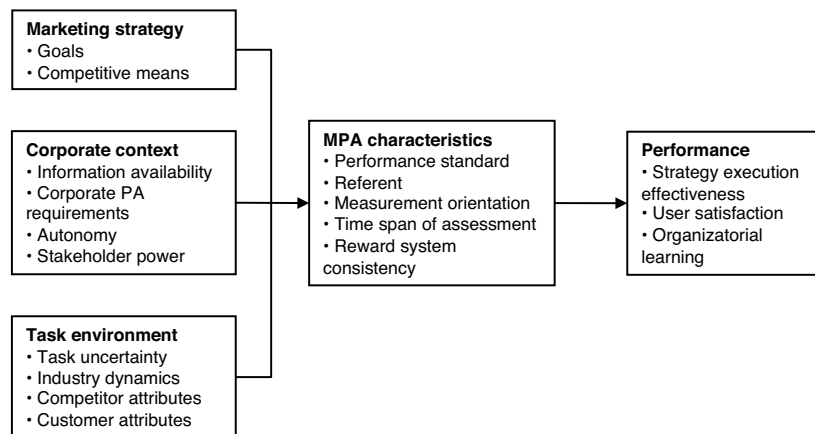 Marketing strategy
• Goals
• Competitive means
Corporate context
• Information availability
• Corporate PA
requirements
• Autonomy
• Stakeholder power
Task environment
• Task uncertainty
• Industry dynamics
• Competitor attributes
• Customer attributes
MPA characteristics
• Performance standard
• Referent
• Measurement orientation
• Time span of assessment
• Reward system
consistency
Performance
• Strategy execution
effectiveness
• User satisfaction
• Organizatorial
learning